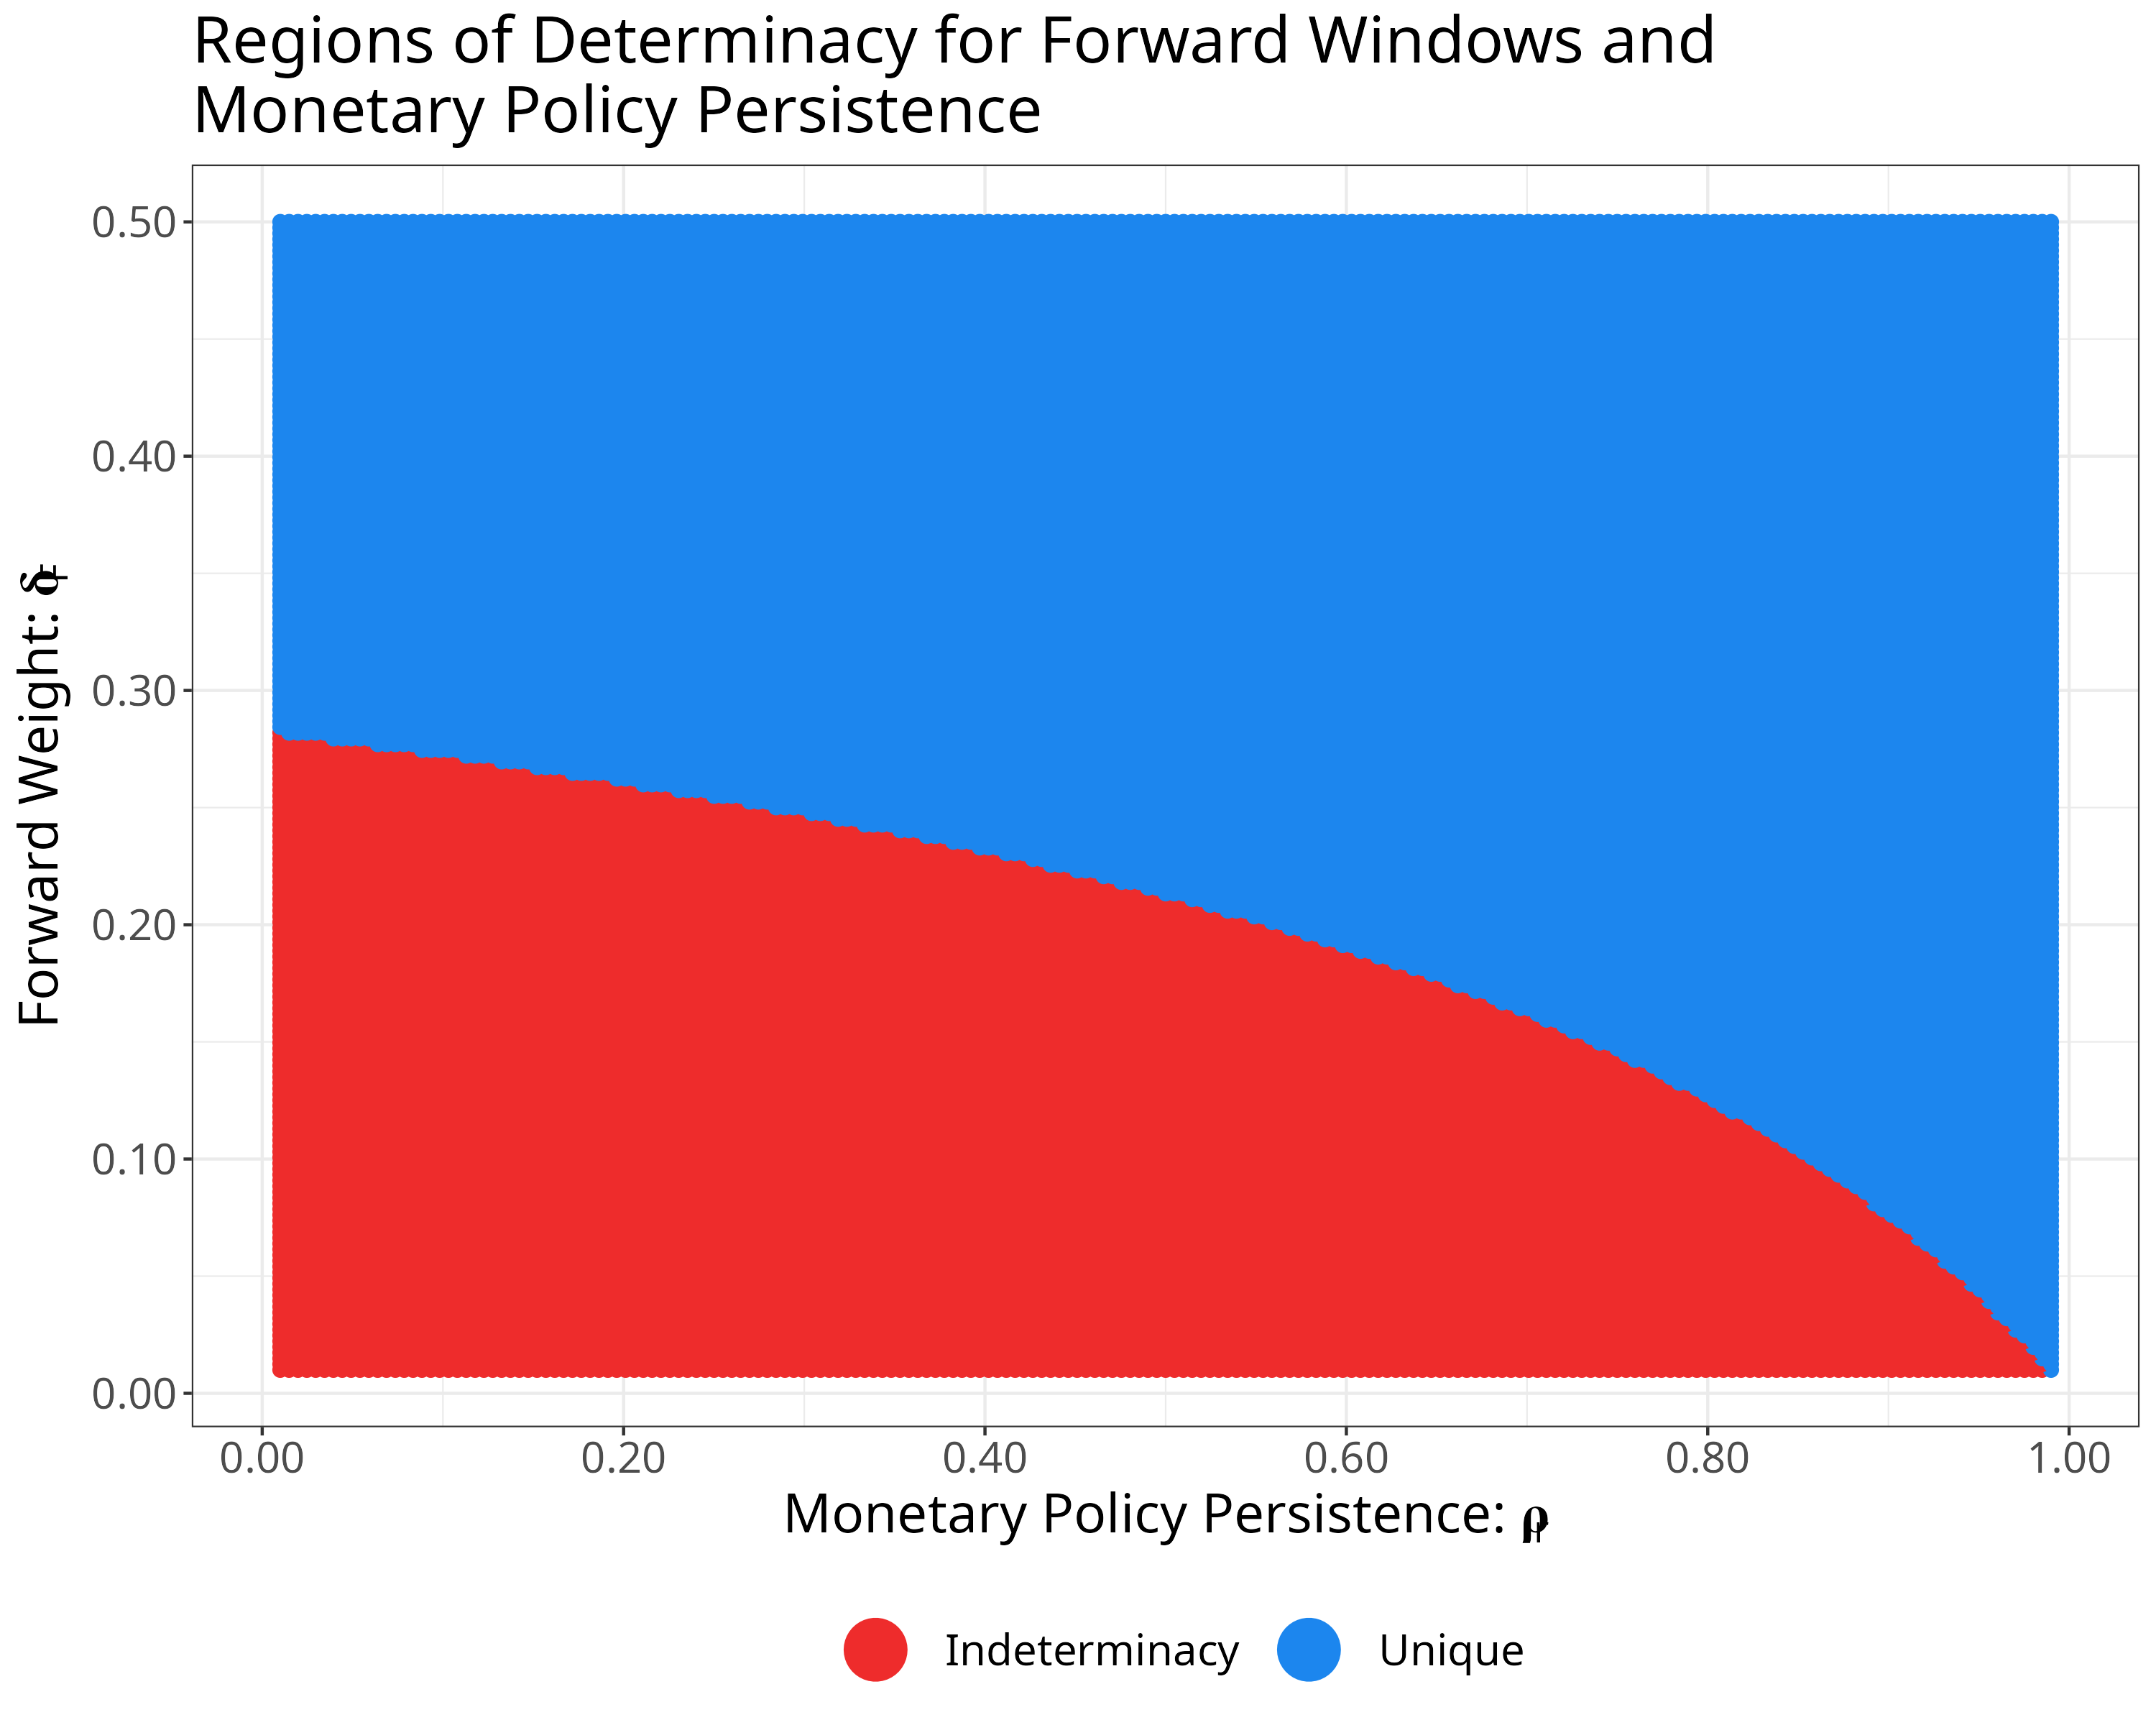 Regions of Determinacy for Forward Windows and
Monetary Policy Persistence
Forward Weight:
0.50
0.40
0.30
0.20
0.10
0.00
0.00 0.20 0.40 0.60 0.80 1.00
Monetary Policy Persistence: ρ
Indeterminacy Unique